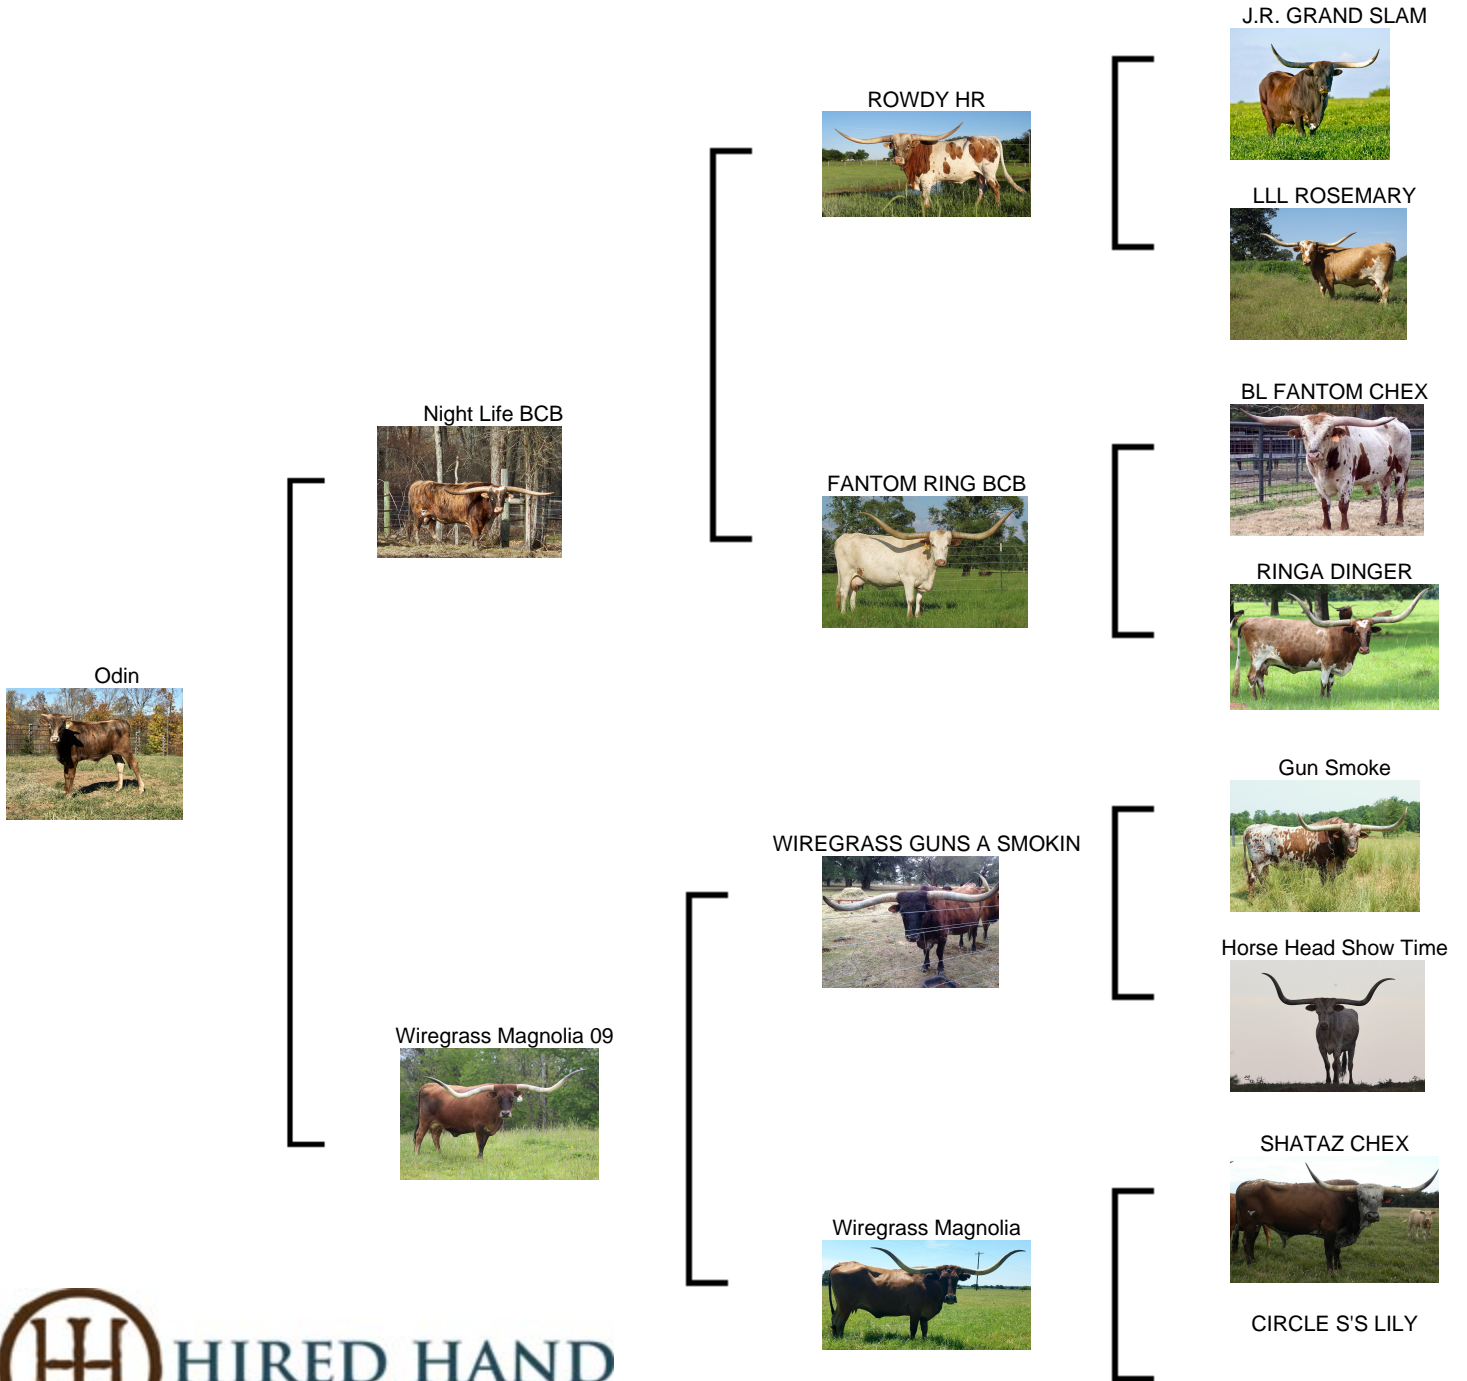 J.R. GRAND SLAM
ROWDY HR
LLL ROSEMARY
BL FANTOM CHEX
Night Life BCB
FANTOM RING BCB
RINGA DINGER
Odin
Gun Smoke
WIREGRASS GUNS A SMOKIN
Horse Head Show Time
Wiregrass Magnolia 09
SHATAZ CHEX
Wiregrass Magnolia
CIRCLE S'S LILY
HIRED HAND